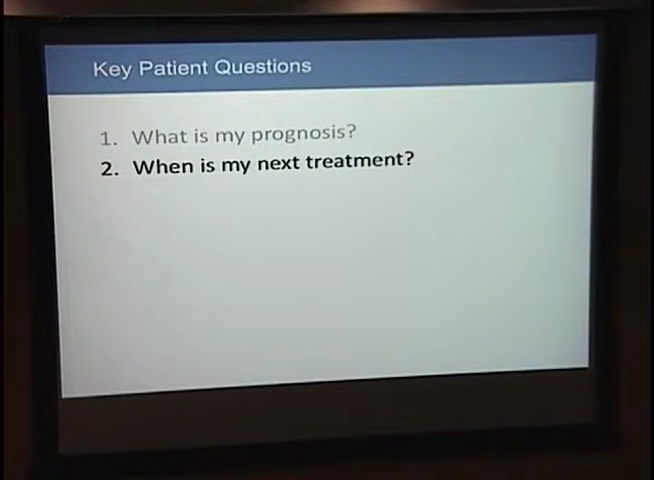 Key Patient Questions
1. What is my prognosis?
2. When is my next treatment?